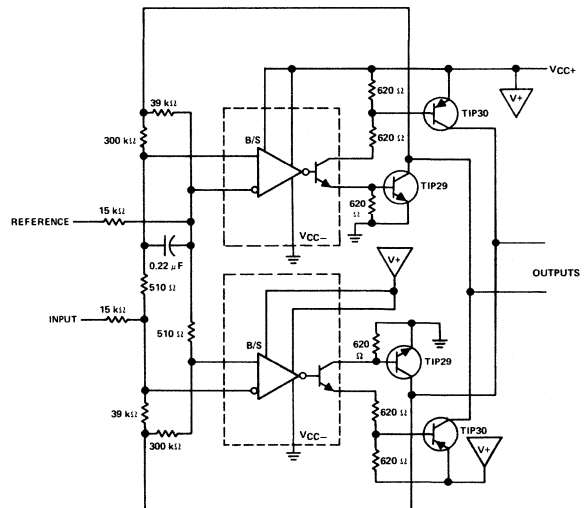 VCC+
V+
39 kΩ
620 Ω
TIP30
300 kΩ
B/S
620 Ω
TIP29
15 kΩ
REFERENCE
620
Ω
VCC–
0.22 μF
V+
OUTPUTS
510 Ω
15 kΩ
INPUT
510 Ω
B/S
620
Ω
TIP29
39 kΩ
620 Ω
TIP30
VCC–
V+
300 kΩ
620 Ω